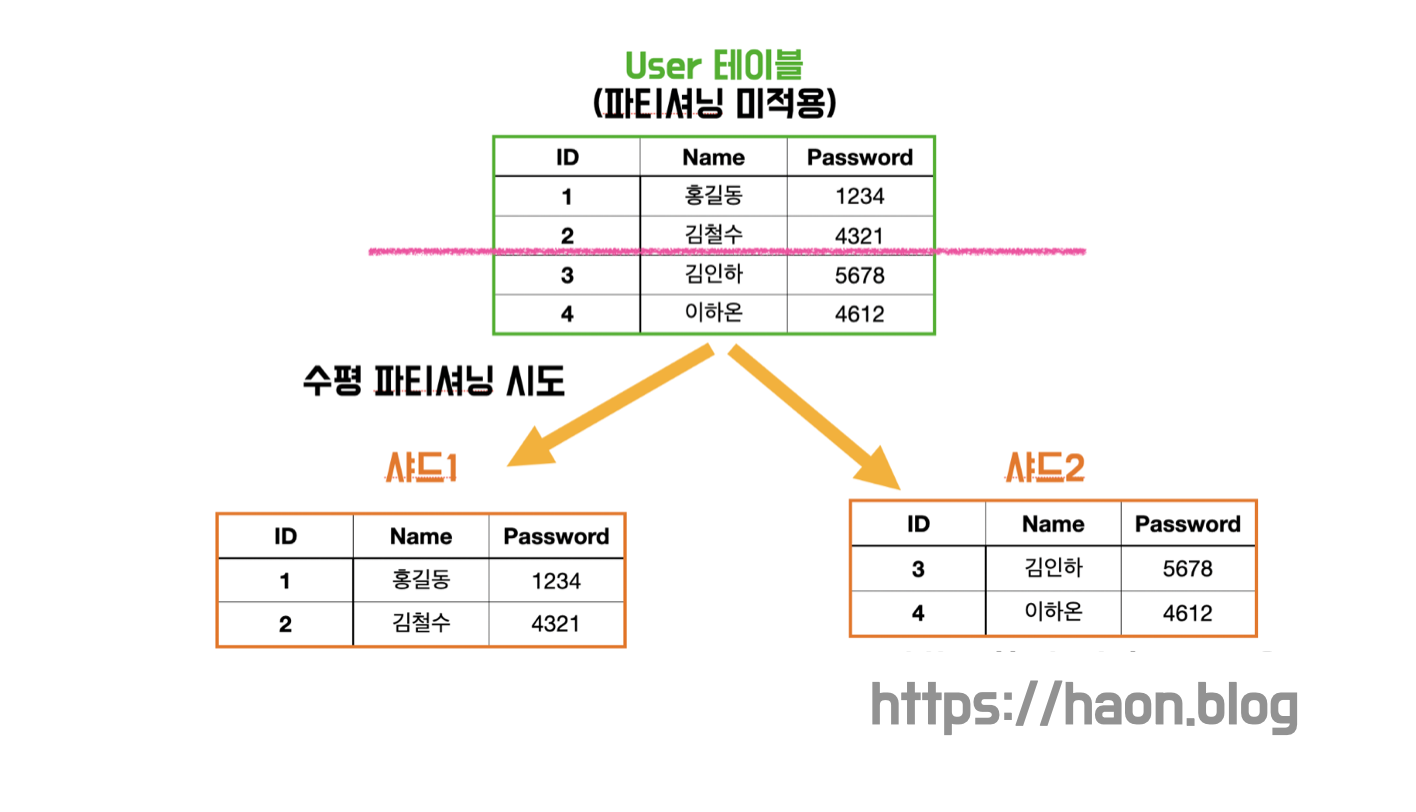 User 테이블
(파티셔닝 미적용)
ID Name Password
1 홍길동 1234
2 김철수 4321
3 김인하 5678
4 이하온 4612
수평 파티셔닝 시도
샤드1
ID Name Password
1 홍길동 1234
2 김철수 4321
샤드2
ID Name Password
3 김인하 5678
4 이하온 4612
https://haon.blog